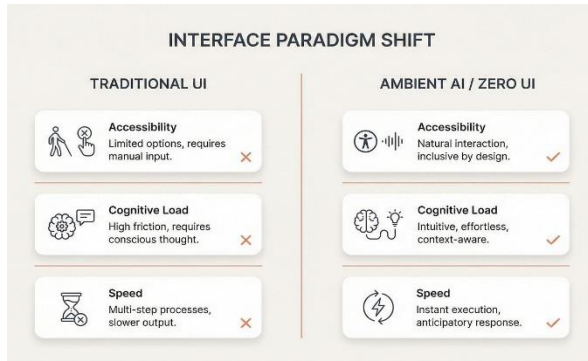 INTERFACE PARADIGM SHIFT
TRADITIONAL UI
Accessibility
Limited options, requires
manual input.
Cognitive Load
High friction, requires
conscious thought.
Speed
Multi-step processes,
slower output.
AMBIENT AI / ZERO UI
Accessibility
Natural interaction,
inclusive by design.
Cognitive Load
Intuitive, effortless,
context-aware.
Speed
Instant execution,
anticipatory response.